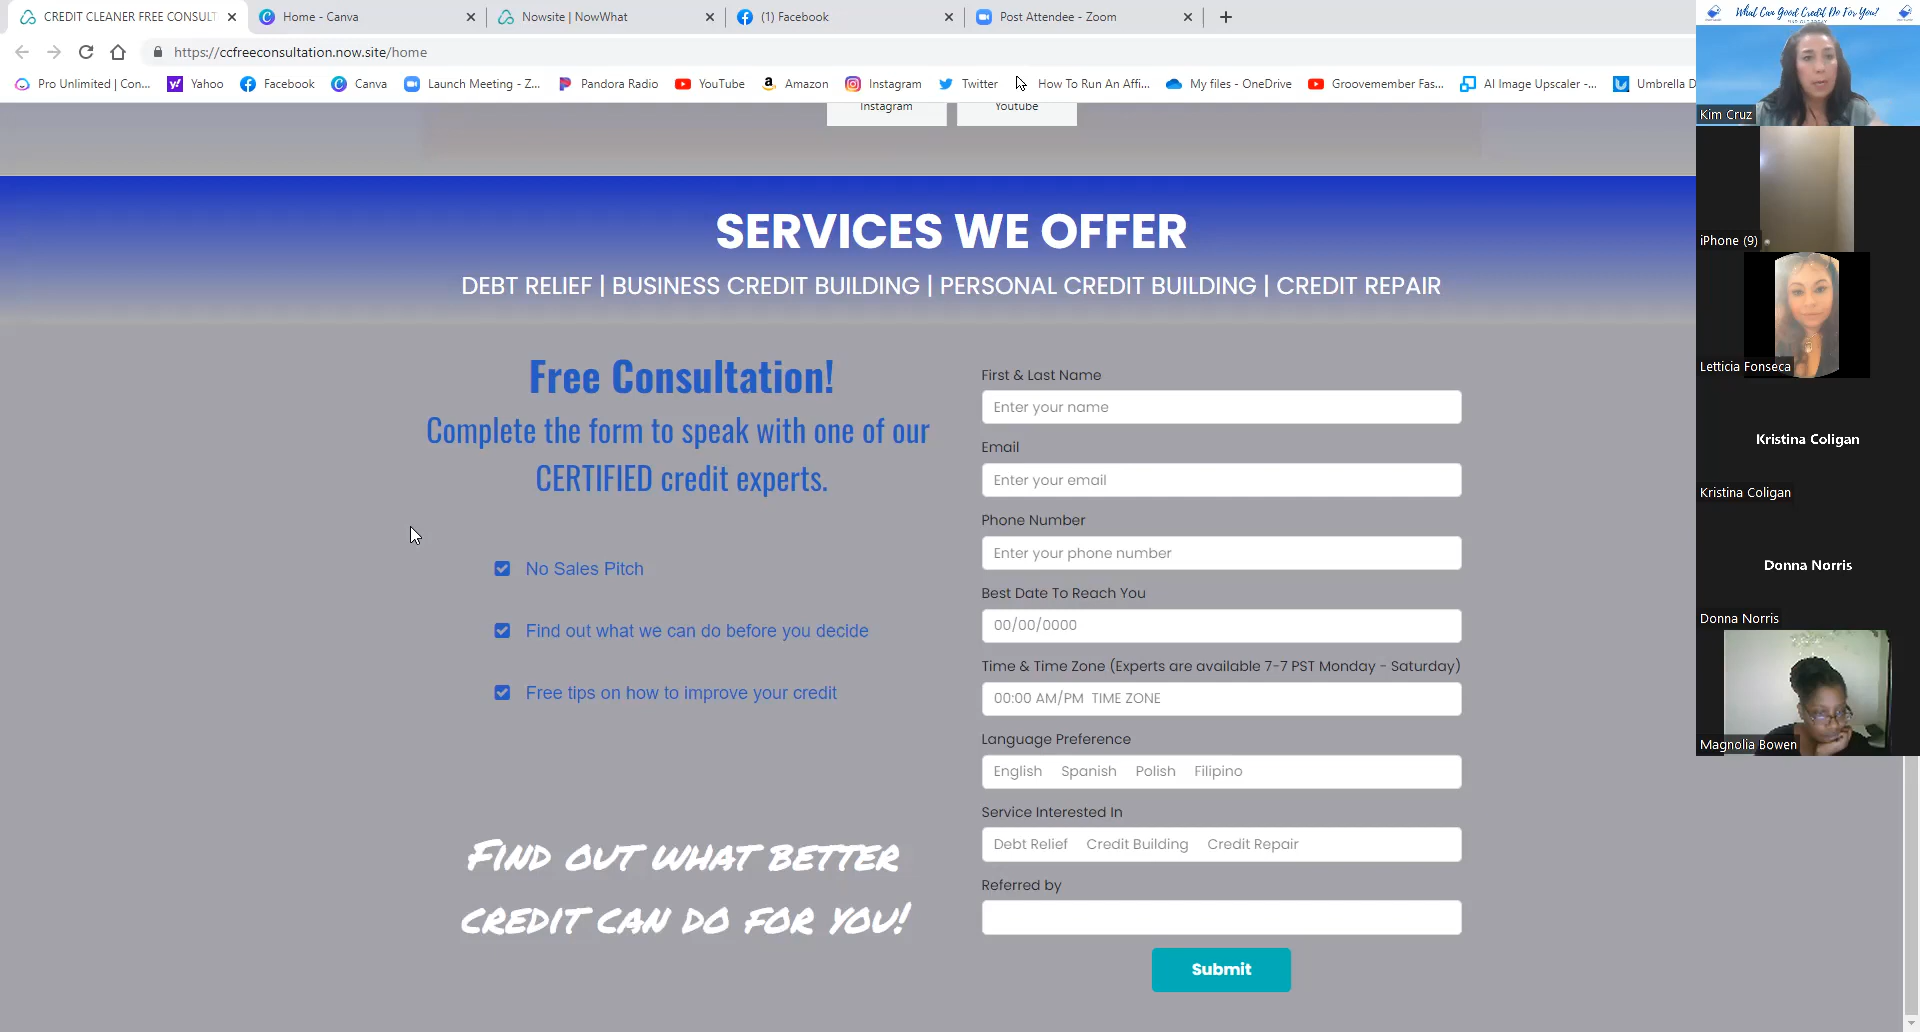 CREDIT CLEANER FREE CONSULT
Home - Canva
Nowsite | NowWhat
(1) Facebook
Post Attendee - Zoom
https://ccfreeconsultation.now.site/home
Pro Unlimited | Con...
Yahoo
Facebook
Canva
Launch Meeting - Z...
Pandora Radio
YouTube
Amazon
Instagram
Twitter
How To Run An Affi...
My files - OneDrive
Groovemember Fas...
AI Image Upscaler -...
Umbrella D
Instagram
Youtube
SERVICES WE OFFER
DEBT RELIEF | BUSINESS CREDIT BUILDING | PERSONAL CREDIT BUILDING | CREDIT REPAIR
Free Consultation!
Complete the form to speak with one of our
CERTIFIED credit experts.
No Sales Pitch
Find out what we can do before you decide
Free tips on how to improve your credit
FIND OUT WHAT BETTER
CREDIT CAN DO FOR YOU!
First & Last Name
Enter your name
Email
Enter your email
Phone Number
Enter your phone number
Best Date To Reach You
00/00/0000
Time & Time Zone (Experts are available 7-7 PST Monday - Saturday)
00:00 AM/PM TIME ZONE
Language Preference
English Spanish Polish Filipino
Service Interested In
Debt Relief Credit Building Credit Repair
Referred by
Submit
What Can Good Credit Do For You?
Kim Cruz
iPhone (9)
Letticia Fonseca
Kristina Coligan
Kristina Coligan
Donna Norris
Donna Norris
Magnolia Bowen